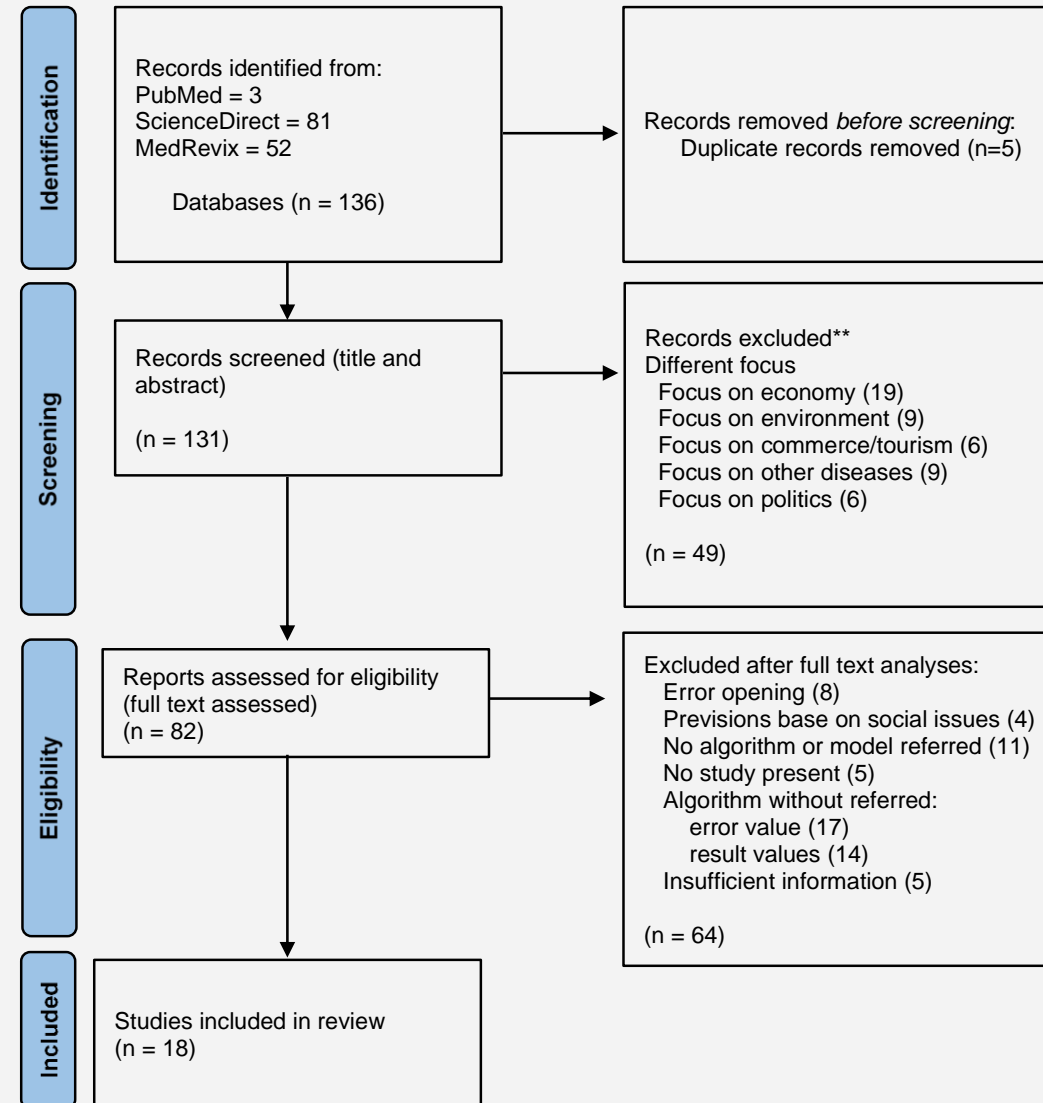 Identification
Records identified from:
PubMed = 3
ScienceDirect = 81
MedRevix = 52
Databases (n = 136)
Records removed before screening:
Duplicate records removed (n=5)
Screening
Records screened (title and
abstract)
(n = 131)
Records excluded**
Different focus
Focus on economy (19)
Focus on environment (9)
Focus on commerce/tourism (6)
Focus on other diseases (9)
Focus on politics (6)
(n = 49)
Eligibility
Reports assessed for eligibility
(full text assessed)
(n = 82)
Excluded after full text analyses:
Error opening (8)
Previsions base on social issues (4)
No algorithm or model referred (11)
No study present (5)
Algorithm without referred:
error value (17)
result values (14)
Insufficient information (5)
(n = 64)
Included
Studies included in review
(n = 18)